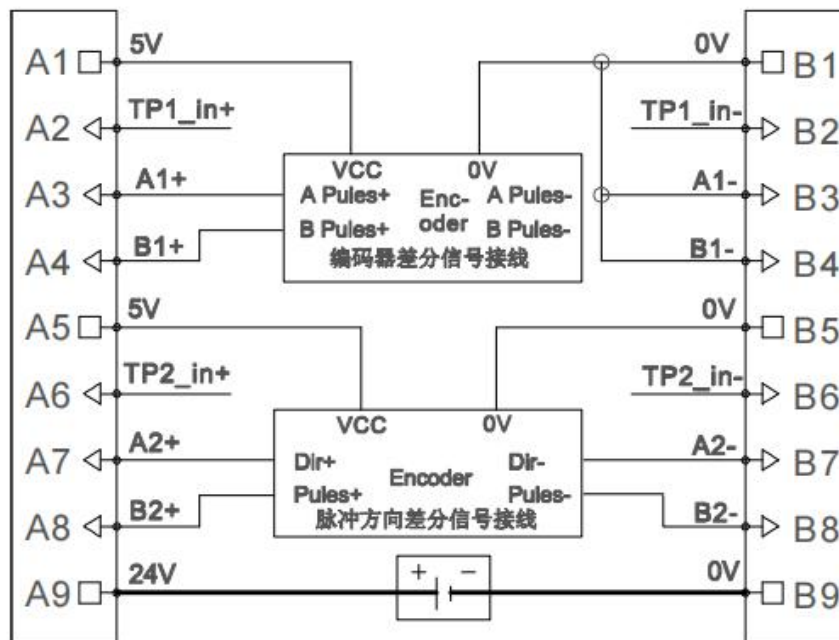 A1 5V 0V B1
A2 TP1_in+ TP1_in- B2
VCC 0V
A3 A1+ A Pules+ Enc- A Pules- A1- B3
oder
A4 B1+ B Pules+ B Pules- B1- B4
编码器差分信号接线
A5 5V 0V B5
A6 TP2_in+ TP2_in- B6
VCC 0V
A7 A2+ Dir+ Dir- A2- B7
Encoder
Pules+ Pules-
A8 B2+ 脉冲方向差分信号接线 B2- B8
A9 24V + − 0V B9